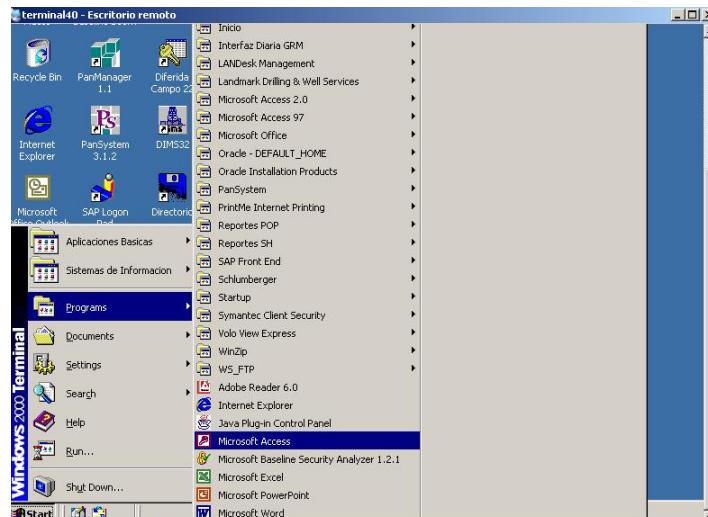 terminal40 - Escritorio remoto
Recycle Bin
PanManager
1.1
Diferida
Campo 22
Internet
Explorer
PanSystem
3.1.2
DIMS32
Microsoft
SAP Logon
Directorio
Aplicaciones Basicas
Sistemas de Informacion
Programs
Documents
Settings
Search
Help
Run...
Shut Down...
Windows 2000 Terminal
Start
Inicio
Interfaz Diaria GRM
LANDesk Management
Landmark Drilling & Well Services
Microsoft Access 2.0
Microsoft Access 97
Microsoft Office
Oracle - DEFAULT_HOME
Oracle Installation Products
PanSystem
PrintMe Internet Printing
Reportes POP
Reportes SH
SAP Front End
Schlumberger
Startup
Symantec Client Security
Volo View Express
WinZip
WS_FTP
Adobe Reader 6.0
Internet Explorer
Java Plug-in Control Panel
Microsoft Access
Microsoft Baseline Security Analyzer 1.2.1
Microsoft Excel
Microsoft PowerPoint
Microsoft Word